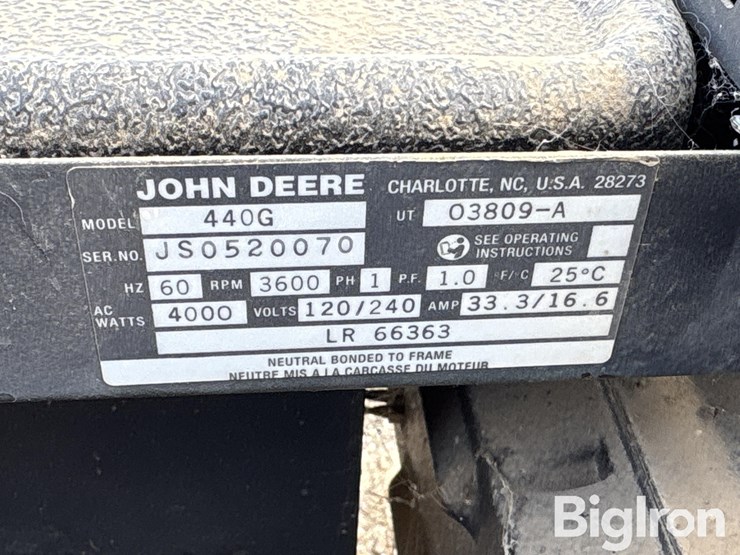 JOHN DEERE CHARLOTTE, NC, U.S.A. 28273
MODEL 440G UT 03809-A
SER.NO. JS0520070 SEE OPERATING INSTRUCTIONS
HZ 60 RPM 3600 PH 1 P.F. 1.0 °F/°C 25°C
AC WATTS 4000 VOLTS 120/240 AMP 33.3/16.6
LR 66363
NEUTRAL BONDED TO FRAME
NEUTRE MIS A LA CARCASSE DU MOTEUR
BigIron